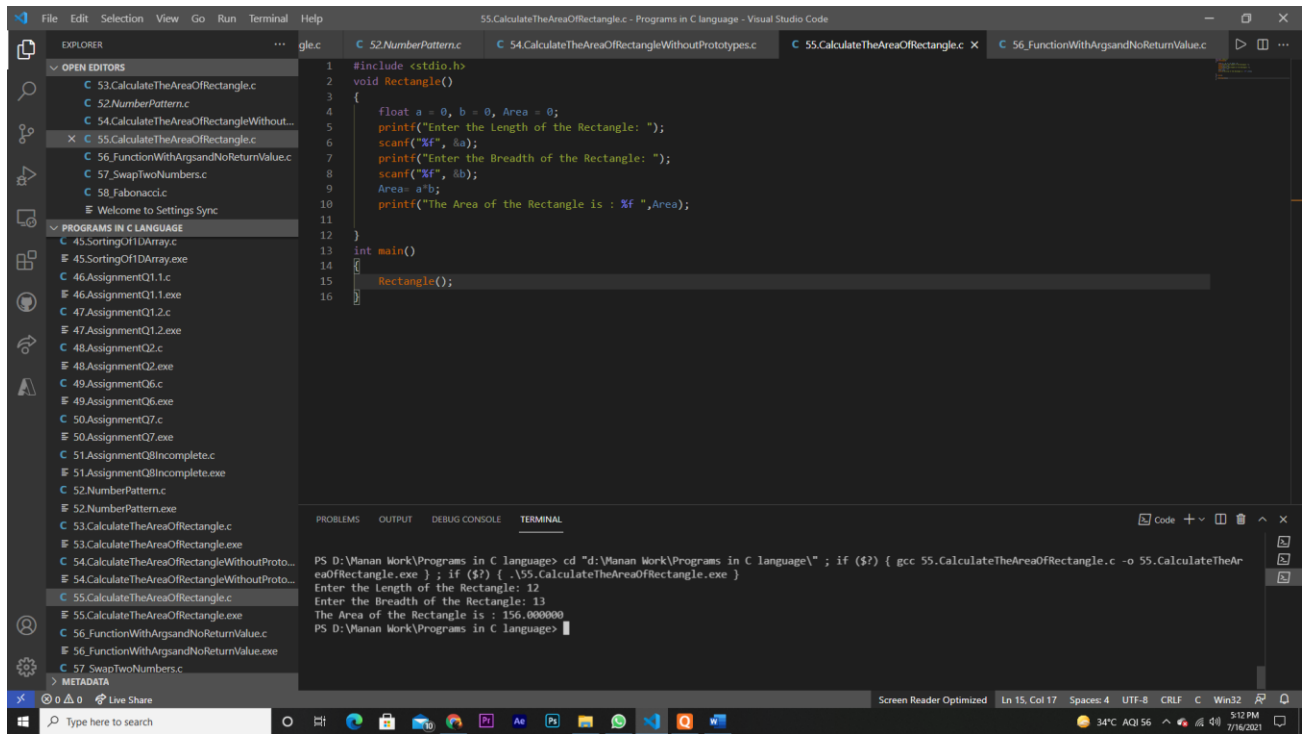 File Edit Selection View Go Run Terminal Help
55.CalculateTheAreaOfRectangle.c - Programs in C language - Visual Studio Code
EXPLORER
OPEN EDITORS
53.CalculateTheAreaOfRectangle.c
52.NumberPattern.c
54.CalculateTheAreaOfRectangleWithout...
55.CalculateTheAreaOfRectangle.c
56_FunctionWithArgsandNoReturnValue.c
57_SwapTwoNumbers.c
58_Fabonacci.c
Welcome to Settings Sync
PROGRAMS IN C LANGUAGE
45.SortingOf1DArray.c
45.SortingOf1DArray.exe
46.AssignmentQ1.1.c
46.AssignmentQ1.1.exe
47.AssignmentQ1.2.c
47.AssignmentQ1.2.exe
48.AssignmentQ2.c
48.AssignmentQ2.exe
49.AssignmentQ6.c
49.AssignmentQ6.exe
50.AssignmentQ7.c
50.AssignmentQ7.exe
51.AssignmentQ8Incomplete.c
51.AssignmentQ8Incomplete.exe
52.NumberPattern.c
52.NumberPattern.exe
53.CalculateTheAreaOfRectangle.c
53.CalculateTheAreaOfRectangle.exe
54.CalculateTheAreaOfRectangleWithoutProto...
54.CalculateTheAreaOfRectangleWithoutProto...
55.CalculateTheAreaOfRectangle.c
55.CalculateTheAreaOfRectangle.exe
56_FunctionWithArgsandNoReturnValue.c
56_FunctionWithArgsandNoReturnValue.exe
57_SwapTwoNumbers.c
METADATA
gle.c
C 52.NumberPattern.c
C 54.CalculateTheAreaOfRectangleWithoutPrototypes.c
C 55.CalculateTheAreaOfRectangle.c
C 56_FunctionWithArgsandNoReturnValue.c
1 #include <stdio.h>
2 void Rectangle()
3 {
4 float a = 0, b = 0, Area = 0;
5 printf("Enter the Length of the Rectangle: ");
6 scanf("%f", &a);
7 printf("Enter the Breadth of the Rectangle: ");
8 scanf("%f", &b);
9 Area= a*b;
10 printf("The Area of the Rectangle is : %f ",Area);
11
12 }
13 int main()
14 {
15 Rectangle();
16 }
PROBLEMS OUTPUT DEBUG CONSOLE TERMINAL
Code
PS D:\Manan Work\Programs in C language> cd "d:\Manan Work\Programs in C language\" ; if ($?) { gcc 55.CalculateTheAreaOfRectangle.c -o 55.CalculateTheAr
eaOfRectangle.exe } ; if ($?) { .\55.CalculateTheAreaOfRectangle.exe }
Enter the Length of the Rectangle: 12
Enter the Breadth of the Rectangle: 13
The Area of the Rectangle is : 156.000000
PS D:\Manan Work\Programs in C language>
0 0 Live Share
Screen Reader Optimized Ln 15, Col 17 Spaces: 4 UTF-8 CRLF C Win32
Type here to search
Pr Ae Ps
34°C AQI 56
5:12 PM
7/16/2021